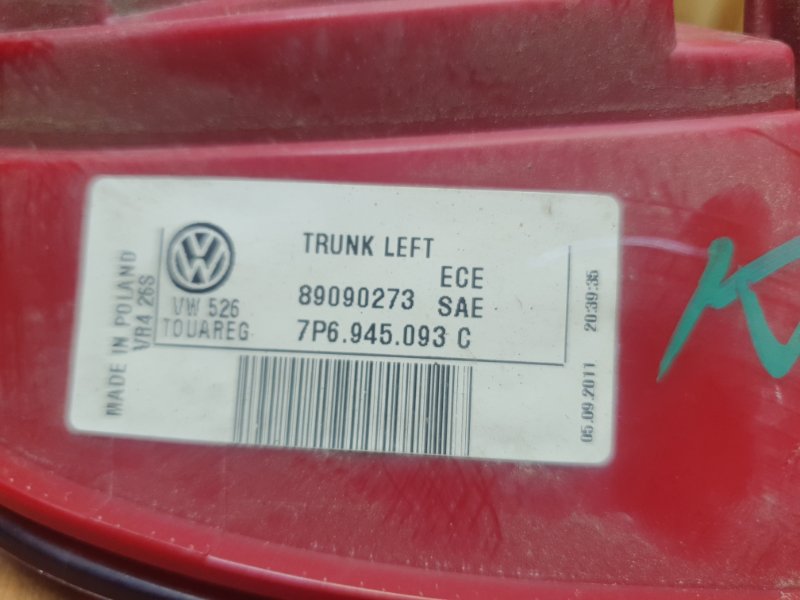 TRUNK LEFT
ECE
89090273 SAE
7P6.945.093 C
VW 526
TOUAREG
MADE IN POLAND
VR4 26S
05.09.2011 20:39:35
K